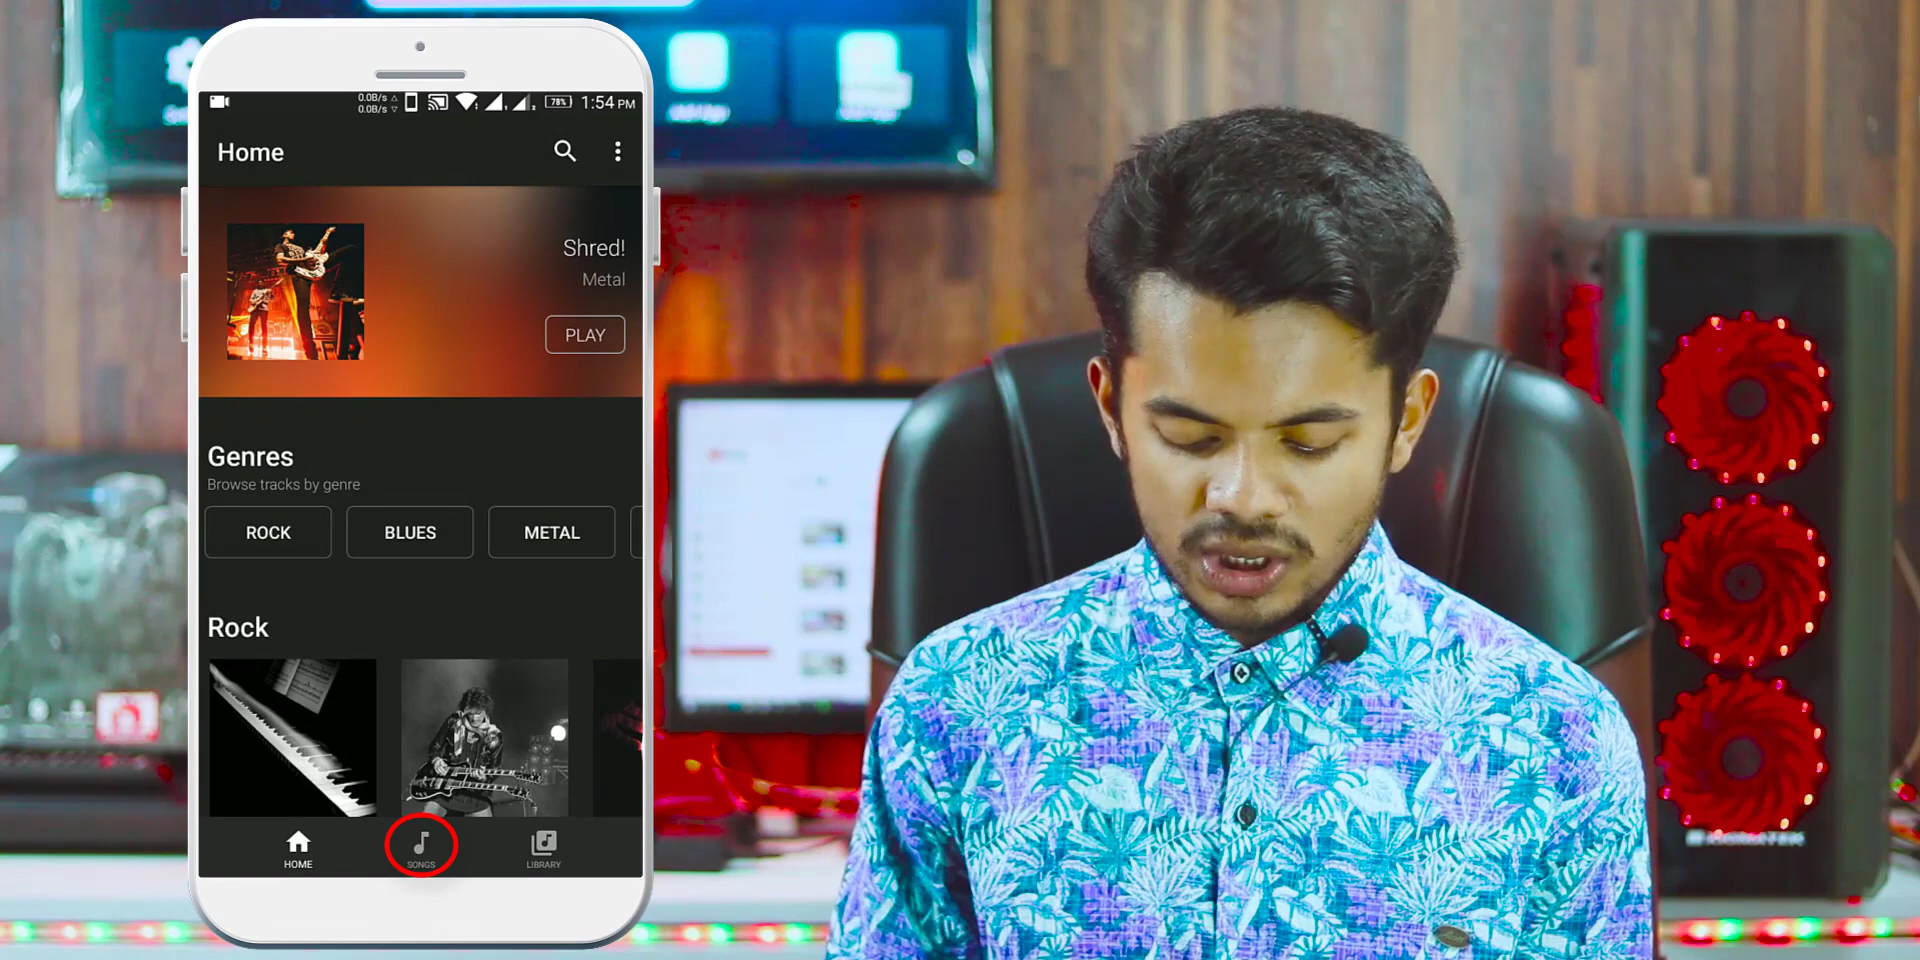 0.0B/s △
0.0B/s ▽
78%
1:54 PM
Home
Shred!
Metal
PLAY
Genres
Browse tracks by genre
ROCK
BLUES
METAL
Rock
HOME
SONGS
LIBRARY